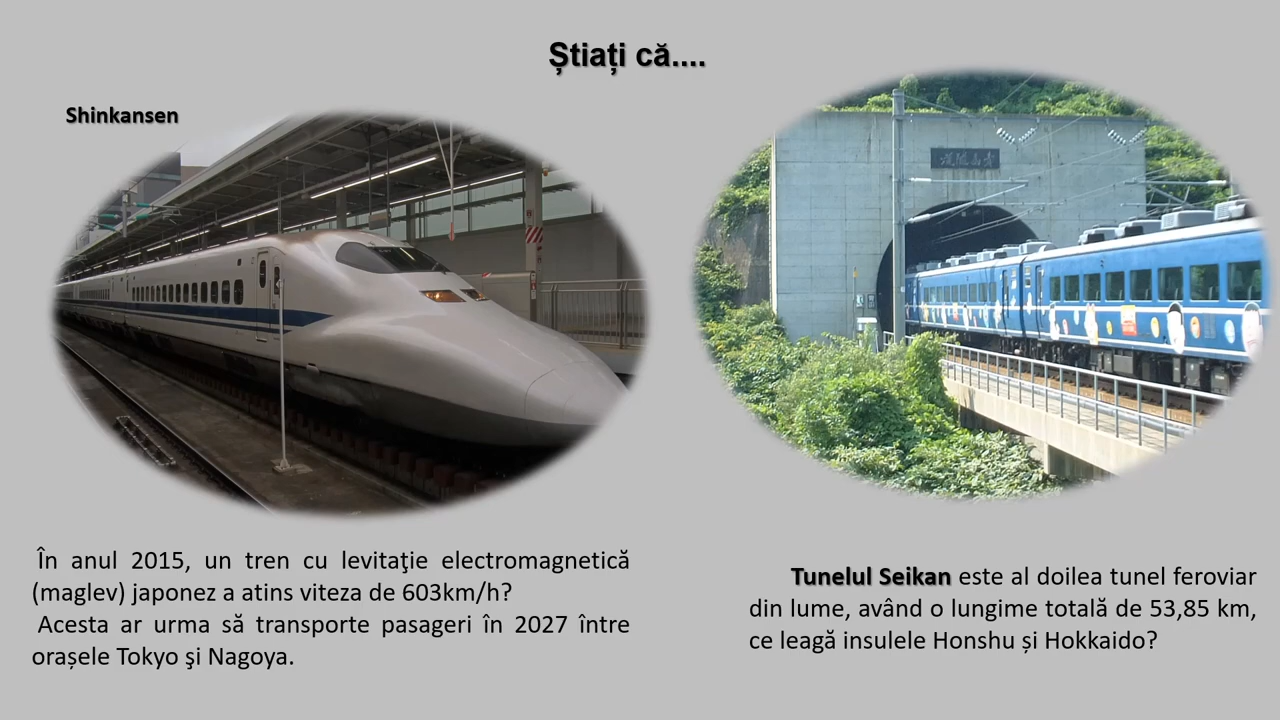 Știați că....
Shinkansen
În anul 2015, un tren cu levitaţie electromagnetică
(maglev) japonez a atins viteza de 603km/h?
Acesta ar urma să transporte pasageri în 2027 între
orașele Tokyo şi Nagoya.
Tunelul Seikan este al doilea tunel feroviar
din lume, având o lungime totală de 53,85 km,
ce leagă insulele Honshu și Hokkaido?